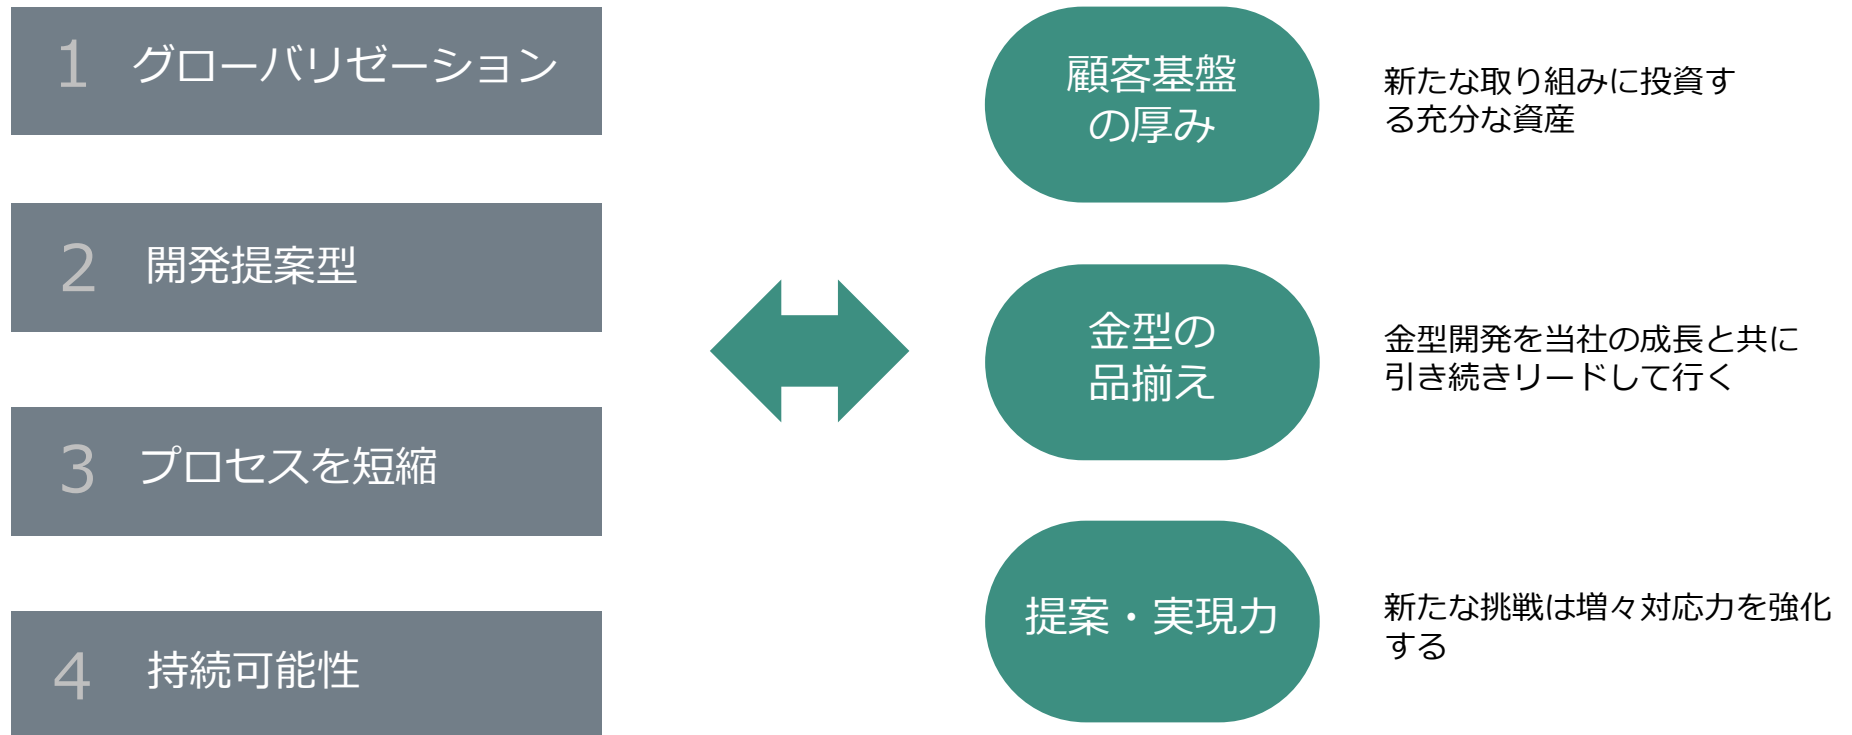 1 グローバリゼーション
2 開発提案型
3 プロセスを短縮
4 持続可能性
顧客基盤
の厚み
新たな取り組みに投資す
る充分な資産
金型の
品揃え
金型開発を当社の成長と共に
引き続きリードして行く
提案・実現力
新たな挑戦は増々対応力を強化
する